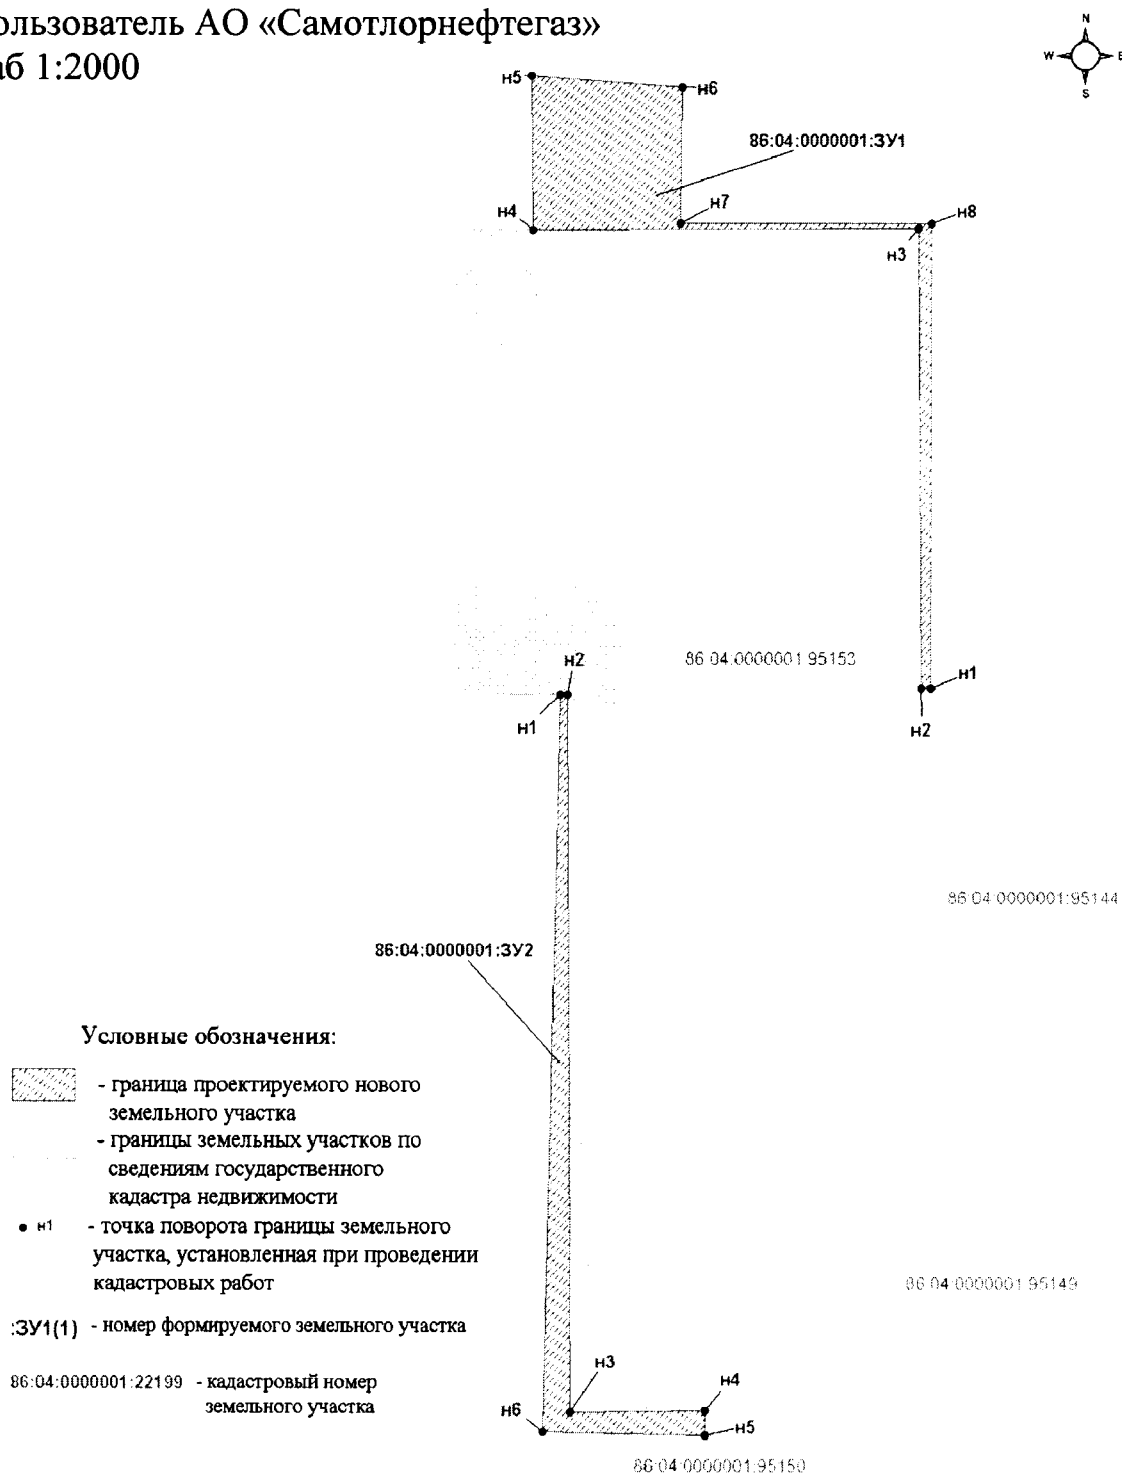 ользователь АО «Самотлорнефтегаз»
аб 1:2000
N
W
E
S
н5
н6
86:04:0000001:ЗУ1
н4
н7
н8
н3
н2
86:04:0000001:95153
н1
н1
н2
86:04:0000001:95144
86:04:0000001:ЗУ2
Условные обозначения:
- граница проектируемого нового
земельного участка
- границы земельных участков по
сведениям государственного
кадастра недвижимости
н1 - точка поворота границы земельного
участка, установленная при проведении
кадастровых работ
86:04:0000001:95149
:ЗУ1(1) - номер формируемого земельного участка
86:04:0000001:22199 - кадастровый номер
земельного участка
н3
н4
н6
н5
86:04:0000001:95150